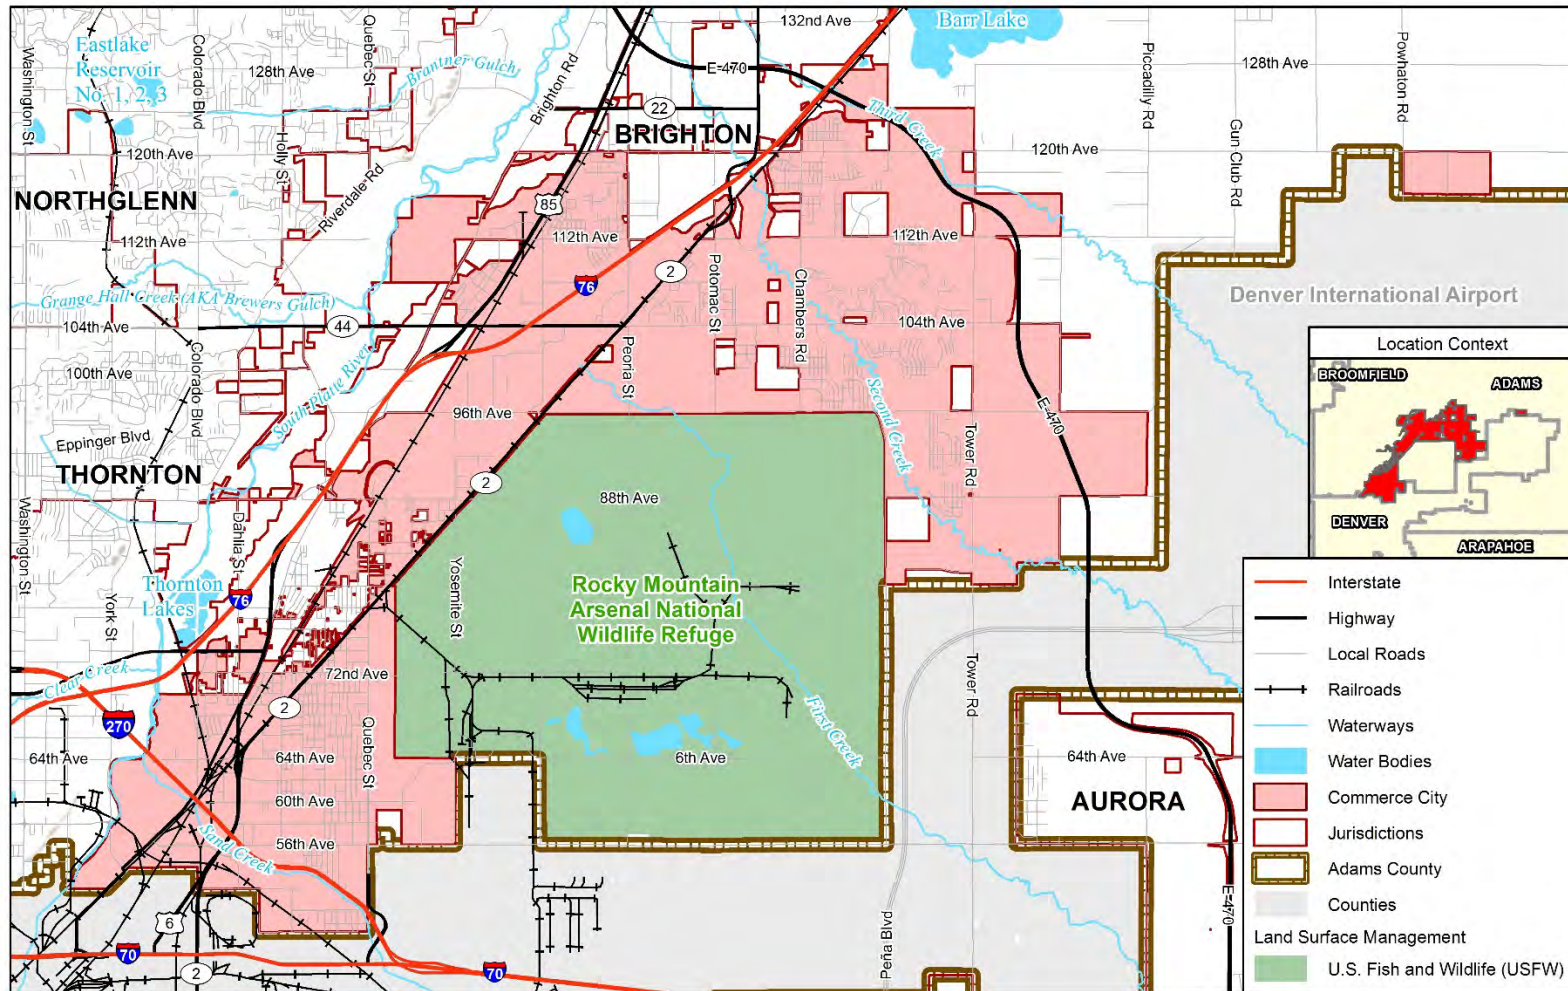 132nd Ave
Barr Lake
Eastlake
Reservoir
No. 1, 2, 3
Washington St
Colorado Blvd
Quebec St
128th Ave
Brantner Gulch
Brighton Rd
E-470
Piccadilly Rd
128th Ave
Powhaton Rd
22
BRIGHTON
Third Creek
120th Ave
Holly St
Riverdale Rd
120th Ave
Gun Club Rd
NORTHGLENN
85
112th Ave
112th Ave
112th Ave
2
76
Potomac St
Chambers Rd
Denver International Airport
Grange Hall Creek (AKA Brewers Gulch)
104th Ave
44
104th Ave
Colorado Blvd
100th Ave
South Platte River
Peoria St
Second Creek
E-470
96th Ave
Eppinger Blvd
THORNTON
Tower Rd
2
88th Ave
Washington St
Dahlia St
Thornton
Lakes
76
York St
Yosemite St
Rocky Mountain
Arsenal National
Wildlife Refuge
72nd Ave
Clear Creek
2
270
Quebec St
First Creek
Tower Rd
64th Ave
64th Ave
6th Ave
64th Ave
60th Ave
AURORA
Sand Creek
56th Ave
6
E-470
Peña Blvd
70
2
70
Location Context
BROOMFIELD
ADAMS
DENVER
ARAPAHOE
Interstate
Highway
Local Roads
Railroads
Waterways
Water Bodies
Commerce City
Jurisdictions
Adams County
Counties
Land Surface Management
U.S. Fish and Wildlife (USFW)